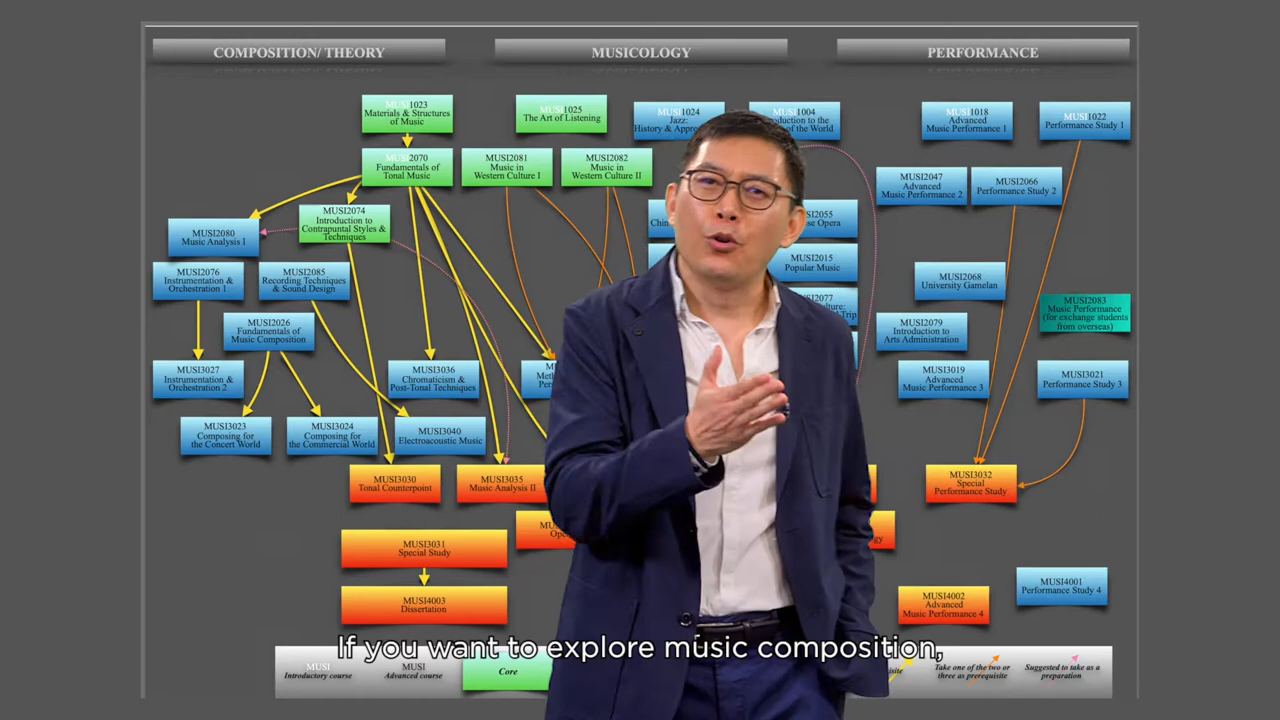 COMPOSITION/ THEORY
MUSICOLOGY
PERFORMANCE
MUSI1023
Materials & Structures
of Music
MUSI1025
The Art of Listening
MUSI1024
Jazz:
History &
MUSI1004
to the
of the World
MUSI1018
Advanced
Music Performance 1
MUSI1022
Performance Study 1
MUSI2070
Fundamentals of
Tonal Music
MUSI2081
Music in
Western Culture I
MUSI2082
Music in
Western Culture II
MUSI2047
Advanced
Music Performance 2
MUSI2066
Performance Study 2
MUSI2074
Introduction to
Contrapuntal Styles &
Techniques
MUSI2080
Music Analysis I
Opera
MUSI2015
Popular Music
MUSI2076
Instrumentation &
Orchestration 1
MUSI2085
Recording Techniques
& Sound Design
MUSI2068
University Gamelan
Trip
MUSI2083
Music Performance
(for exchange students
from overseas)
MUSI2026
Fundamentals of
Music Composition
MUSI2079
Introduction to
Arts Administration
MUSI3027
Instrumentation &
Orchestration 2
MUSI3036
Chromaticism &
Post-Tonal Techniques
MUSI3019
Advanced
Music Performance 3
MUSI3021
Performance Study 3
MUSI3023
Composing for
the Concert World
MUSI3024
Composing for
the Commercial World
MUSI3040
Electroacoustic Music
MUSI3030
Tonal Counterpoint
MUSI3035
Music Analysis II
MUSI3032
Special
Performance Study
MUSI3031
Special Study
MUSI4003
Dissertation
MUSI4002
Advanced
Music Performance 4
MUSI4001
Performance Study 4
If you want to explore music composition,
MUSI
Introductory course
MUSI
Advanced course
Core
Take one of the two or
three as prerequisite
Suggested to take as a
preparation